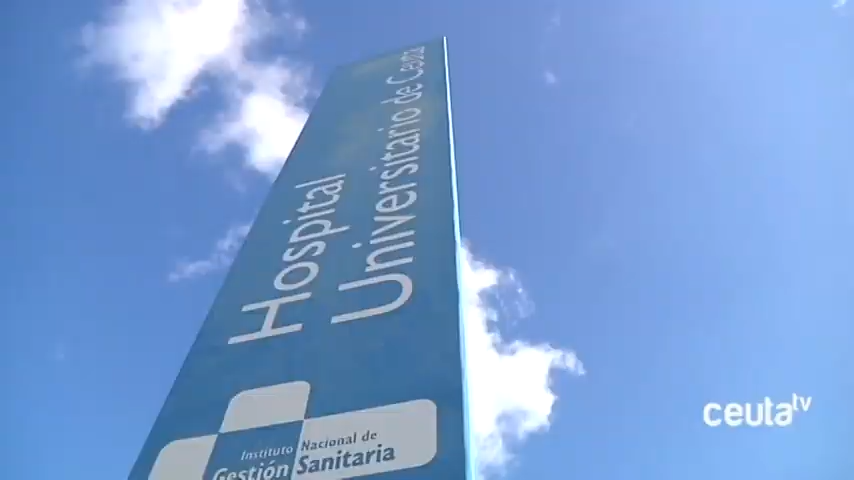 Hospital
Universitario de Ceuta
Instituto Nacional de
Gestión Sanitaria
ceutatv